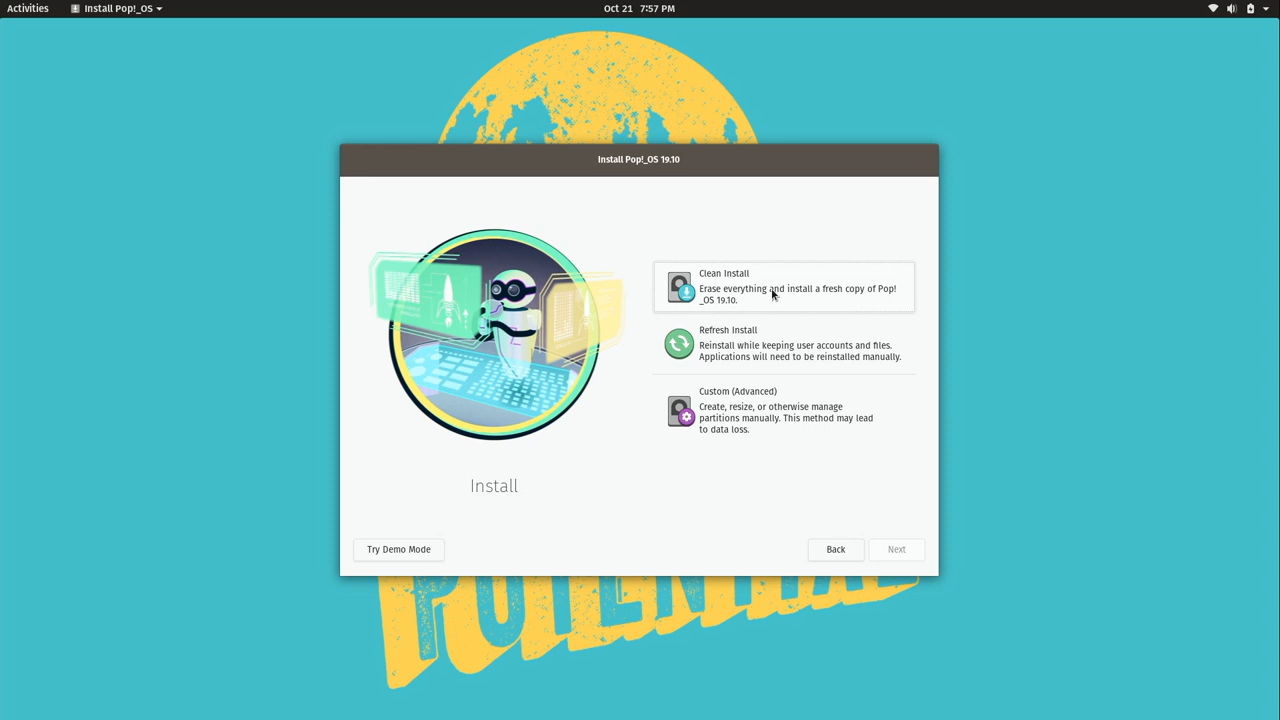 Activities
Install Pop!_OS
Oct 21 7:57 PM
Install Pop!_OS 19.10
Clean Install
Erase everything and install a fresh copy of Pop!
_OS 19.10.
Refresh Install
Reinstall while keeping user accounts and files.
Applications will need to be reinstalled manually.
Custom (Advanced)
Create, resize, or otherwise manage
partitions manually. This method may lead
to data loss.
Install
Try Demo Mode
Back
Next